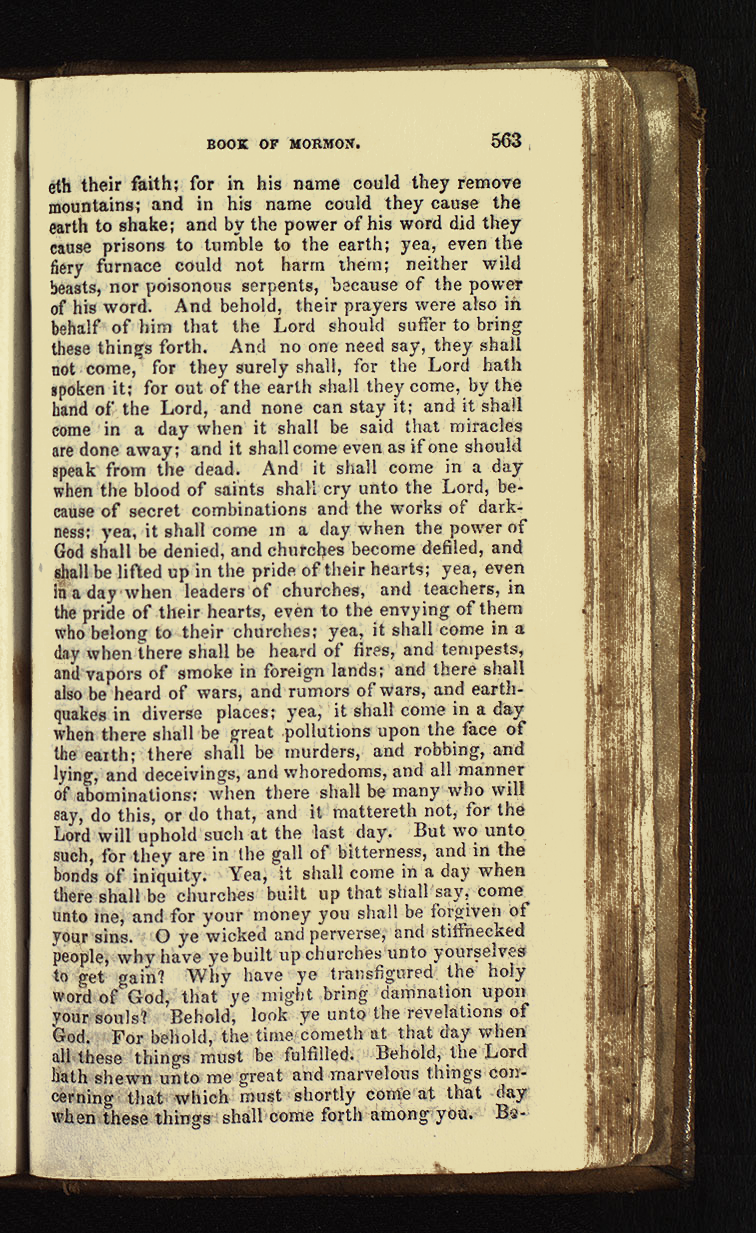 BOOK OF MORMON. 563
eth their faith; for in his name could they remove
mountains; and in his name could they cause the
earth to shake; and by the power of his word did they
cause prisons to tumble to the earth; yea, even the
fiery furnace could not harm them; neither wild
beasts, nor poisonous serpents, because of the power
of his word. And behold, their prayers were also in
behalf of him that the Lord should suffer to bring
these things forth. And no one need say, they shall
not come, for they surely shall, for the Lord hath
spoken it; for out of the earth shall they come, by the
hand of the Lord, and none can stay it; and it shall
come in a day when it shall be said that miracles
are done away; and it shall come even as if one should
speak from the dead. And it shall come in a day
when the blood of saints shall cry unto the Lord, be-
cause of secret combinations and the works of dark-
ness; yea, it shall come in a day when the power of
God shall be denied, and churches become defiled, and
shall be lifted up in the pride of their hearts; yea, even
in a day when leaders of churches, and teachers, in
the pride of their hearts, even to the envying of them
who belong to their churches; yea, it shall come in a
day when there shall be heard of fires, and tempests,
and vapors of smoke in foreign lands; and there shall
also be heard of wars, and rumors of wars, and earth-
quakes in diverse places; yea, it shall come in a day
when there shall be great pollutions upon the face of
the earth; there shall be murders, and robbing, and
lying, and deceivings, and whoredoms, and all manner
of abominations; when there shall be many who will
say, do this, or do that, and it mattereth not, for the
Lord will uphold such at the last day. But wo unto
such, for they are in the gall of bitterness, and in the
bonds of iniquity. Yea, it shall come in a day when
there shall be churches built up that shall say, come
unto me, and for your money you shall be forgiven of
your sins. O ye wicked and perverse, and stiffnecked
people, why have ye built up churches unto yourselves
to get gain? Why have ye transfigured the holy
word of God, that ye might bring damnation upon
your souls? Behold, look ye unto the revelations of
God. For behold, the time cometh at that day when
all these things must be fulfilled. Behold, the Lord
hath shewn unto me great and marvelous things con-
cerning that which must shortly come at that day
when these things shall come forth among you. Be-